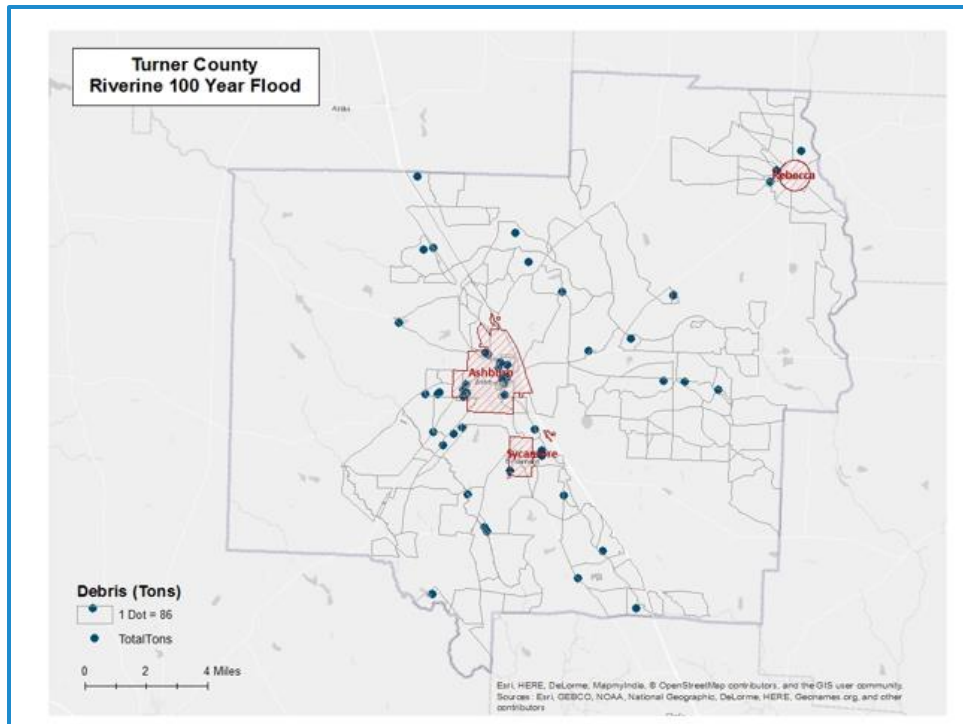 Turner County
Riverine 100 Year Flood
Rebecca
Ashburn
Sycamore
Debris (Tons)
1 Dot = 86
TotalTons
0 2 4 Miles
Esri, HERE, DeLorme, MapmyIndia, © OpenStreetMap contributors, and the GIS user community.
Sources: Esri, GEBCO, NOAA, National Geographic, DeLorme, HERE, Geonames.org, and other
contributors